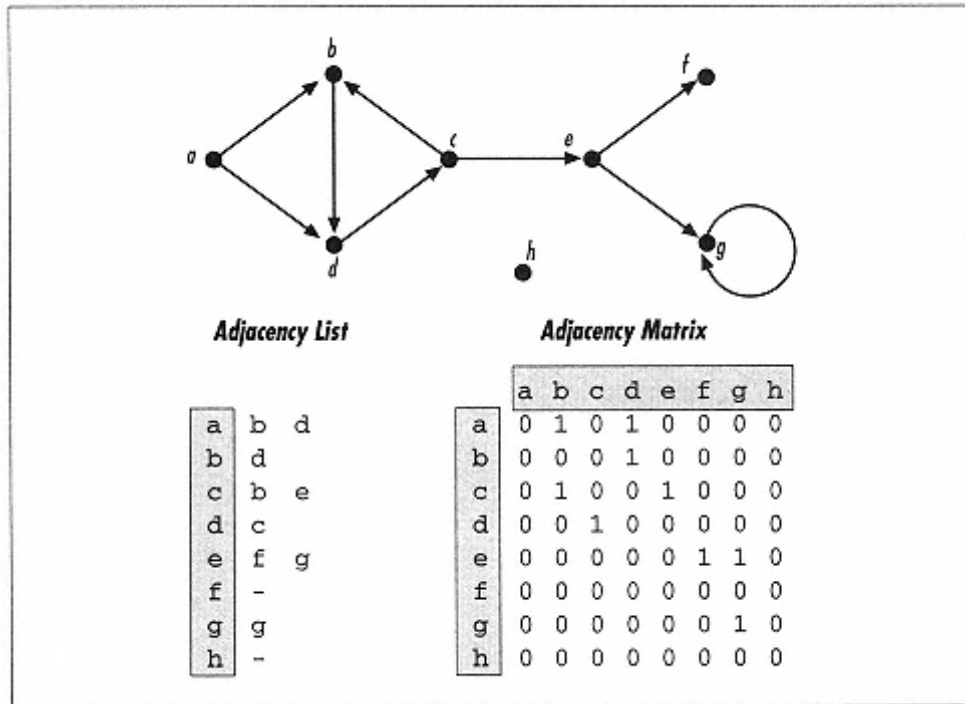 b
f
a
c
e
d
h
g
Adjacency List
Adjacency Matrix
a b c d e f g h
a b d
b d
c b e
d c
e f g
f -
g g
h -
a 0 1 0 1 0 0 0 0
b 0 0 0 1 0 0 0 0
c 0 1 0 0 1 0 0 0
d 0 0 1 0 0 0 0 0
e 0 0 0 0 0 1 1 0
f 0 0 0 0 0 0 0 0
g 0 0 0 0 0 0 1 0
h 0 0 0 0 0 0 0 0